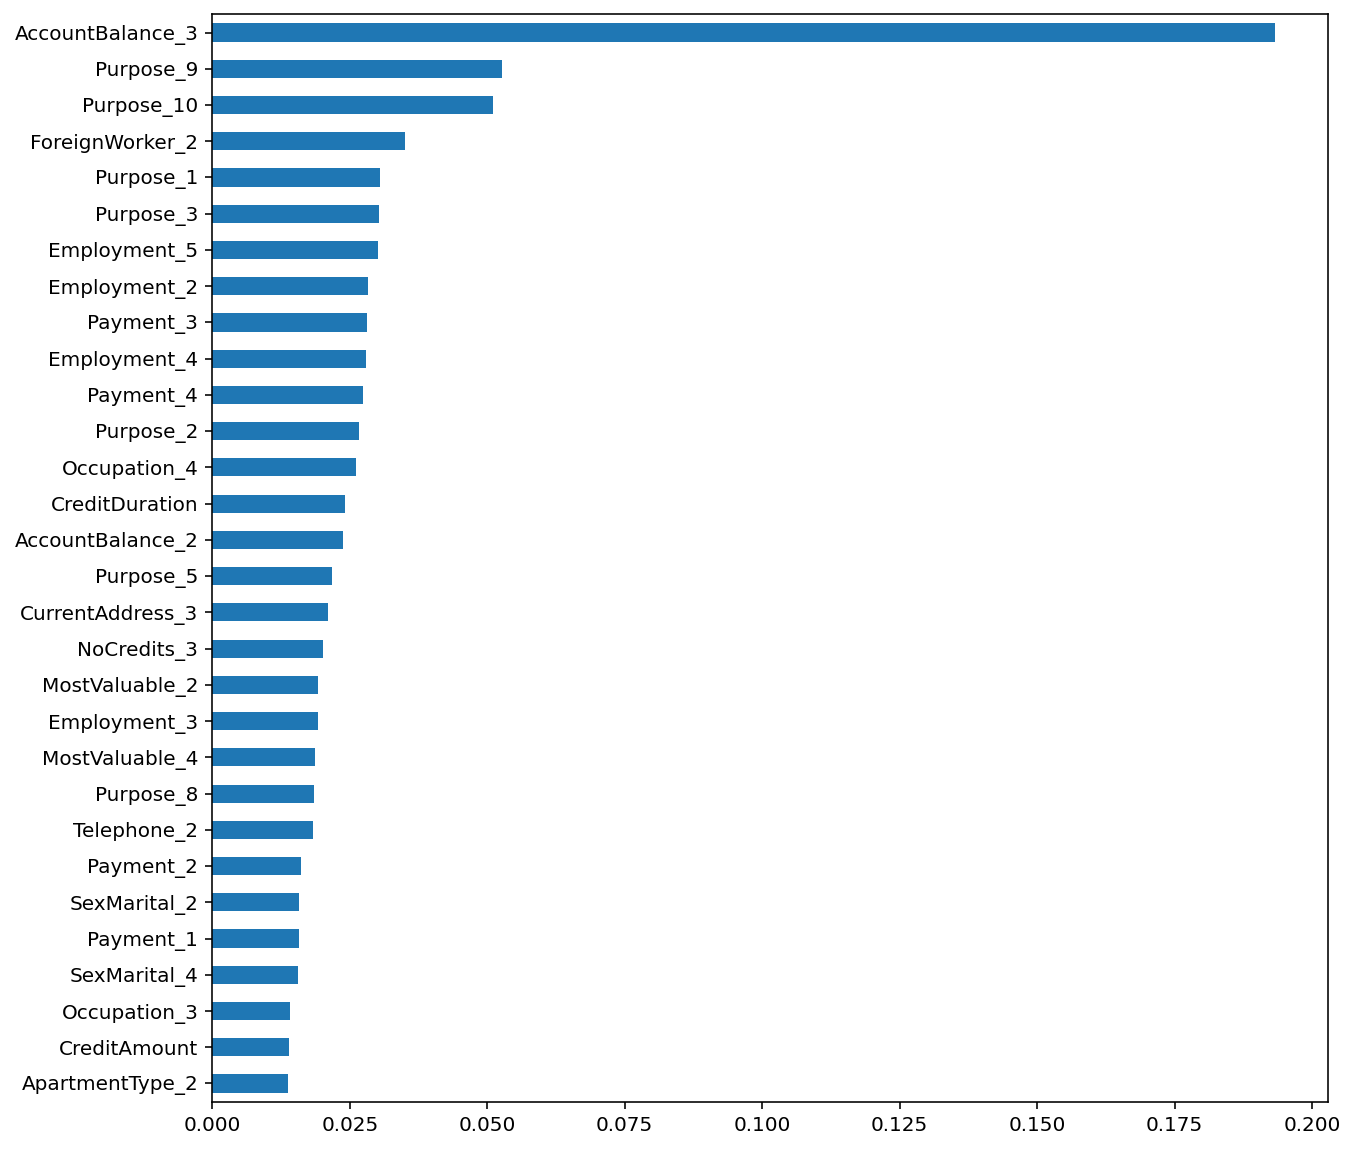 AccountBalance_3
Purpose_9
Purpose_10
ForeignWorker_2
Purpose_1
Purpose_3
Employment_5
Employment_2
Payment_3
Employment_4
Payment_4
Purpose_2
Occupation_4
CreditDuration
AccountBalance_2
Purpose_5
CurrentAddress_3
NoCredits_3
MostValuable_2
Employment_3
MostValuable_4
Purpose_8
Telephone_2
Payment_2
SexMarital_2
Payment_1
SexMarital_4
Occupation_3
CreditAmount
ApartmentType_2
0.000 0.025 0.050 0.075 0.100 0.125 0.150 0.175 0.200